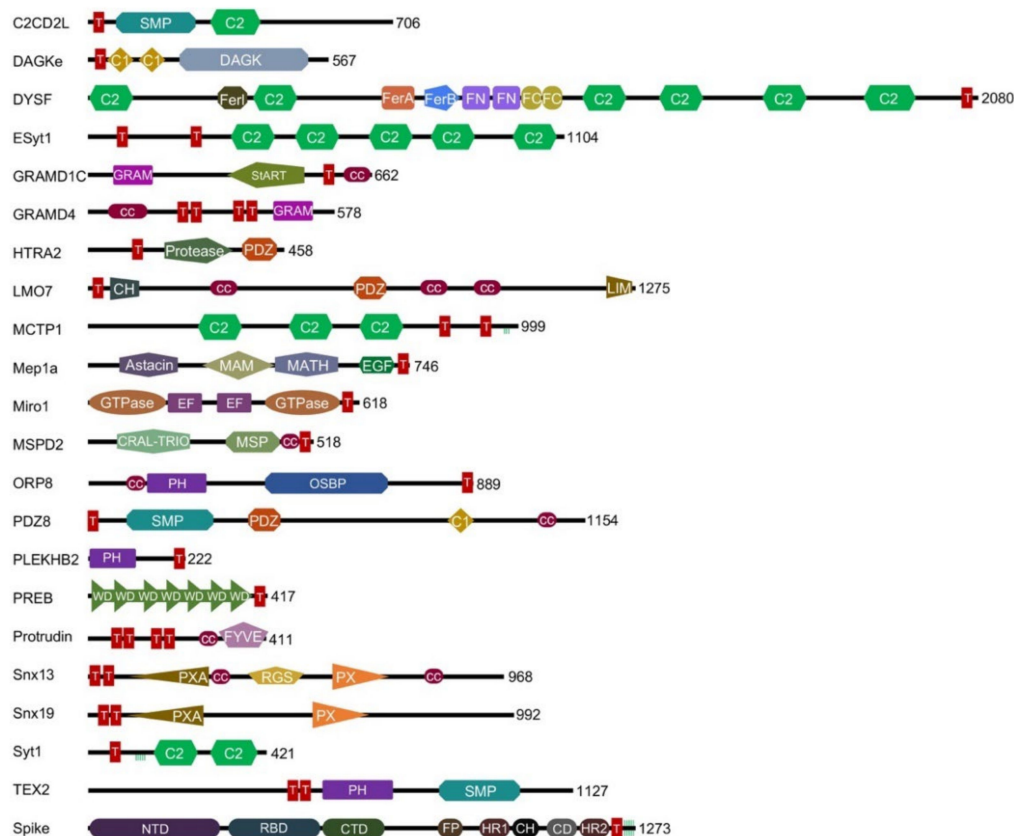 C2CD2L T SMP C2 706
DAGKe T C1 C1 DAGK 567
DYSF C2 FerI C2 FerA FerB FN FN FC FC C2 C2 C2 C2 T 2080
ESyt1 T T C2 C2 C2 C2 C2 1104
GRAMD1C GRAM StART T CC 662
GRAMD4 CC T T T T GRAM 578
HTRA2 T Protease PDZ 458
LMO7 T CH CC PDZ CC CC LIM 1275
MCTP1 C2 C2 C2 T T 999
Mep1a Astacin MAM MATH EGF T 746
Miro1 GTPase EF EF GTPase T 618
MSPD2 CRAL-TRIO MSP CC T 518
ORP8 CC PH OSBP T 889
PDZ8 T SMP PDZ C1 CC 1154
PLEKHB2 PH T 222
PREB WD WD WD WD WD WD WD T 417
Protrudin T T T T CC FYVE 411
Snx13 T T PXA CC RGS PX CC 968
Snx19 T T PXA PX 992
Syt1 T C2 C2 421
TEX2 T T PH SMP 1127
Spike NTD RBD CTD FP HR1 CH CD HR2 T 1273